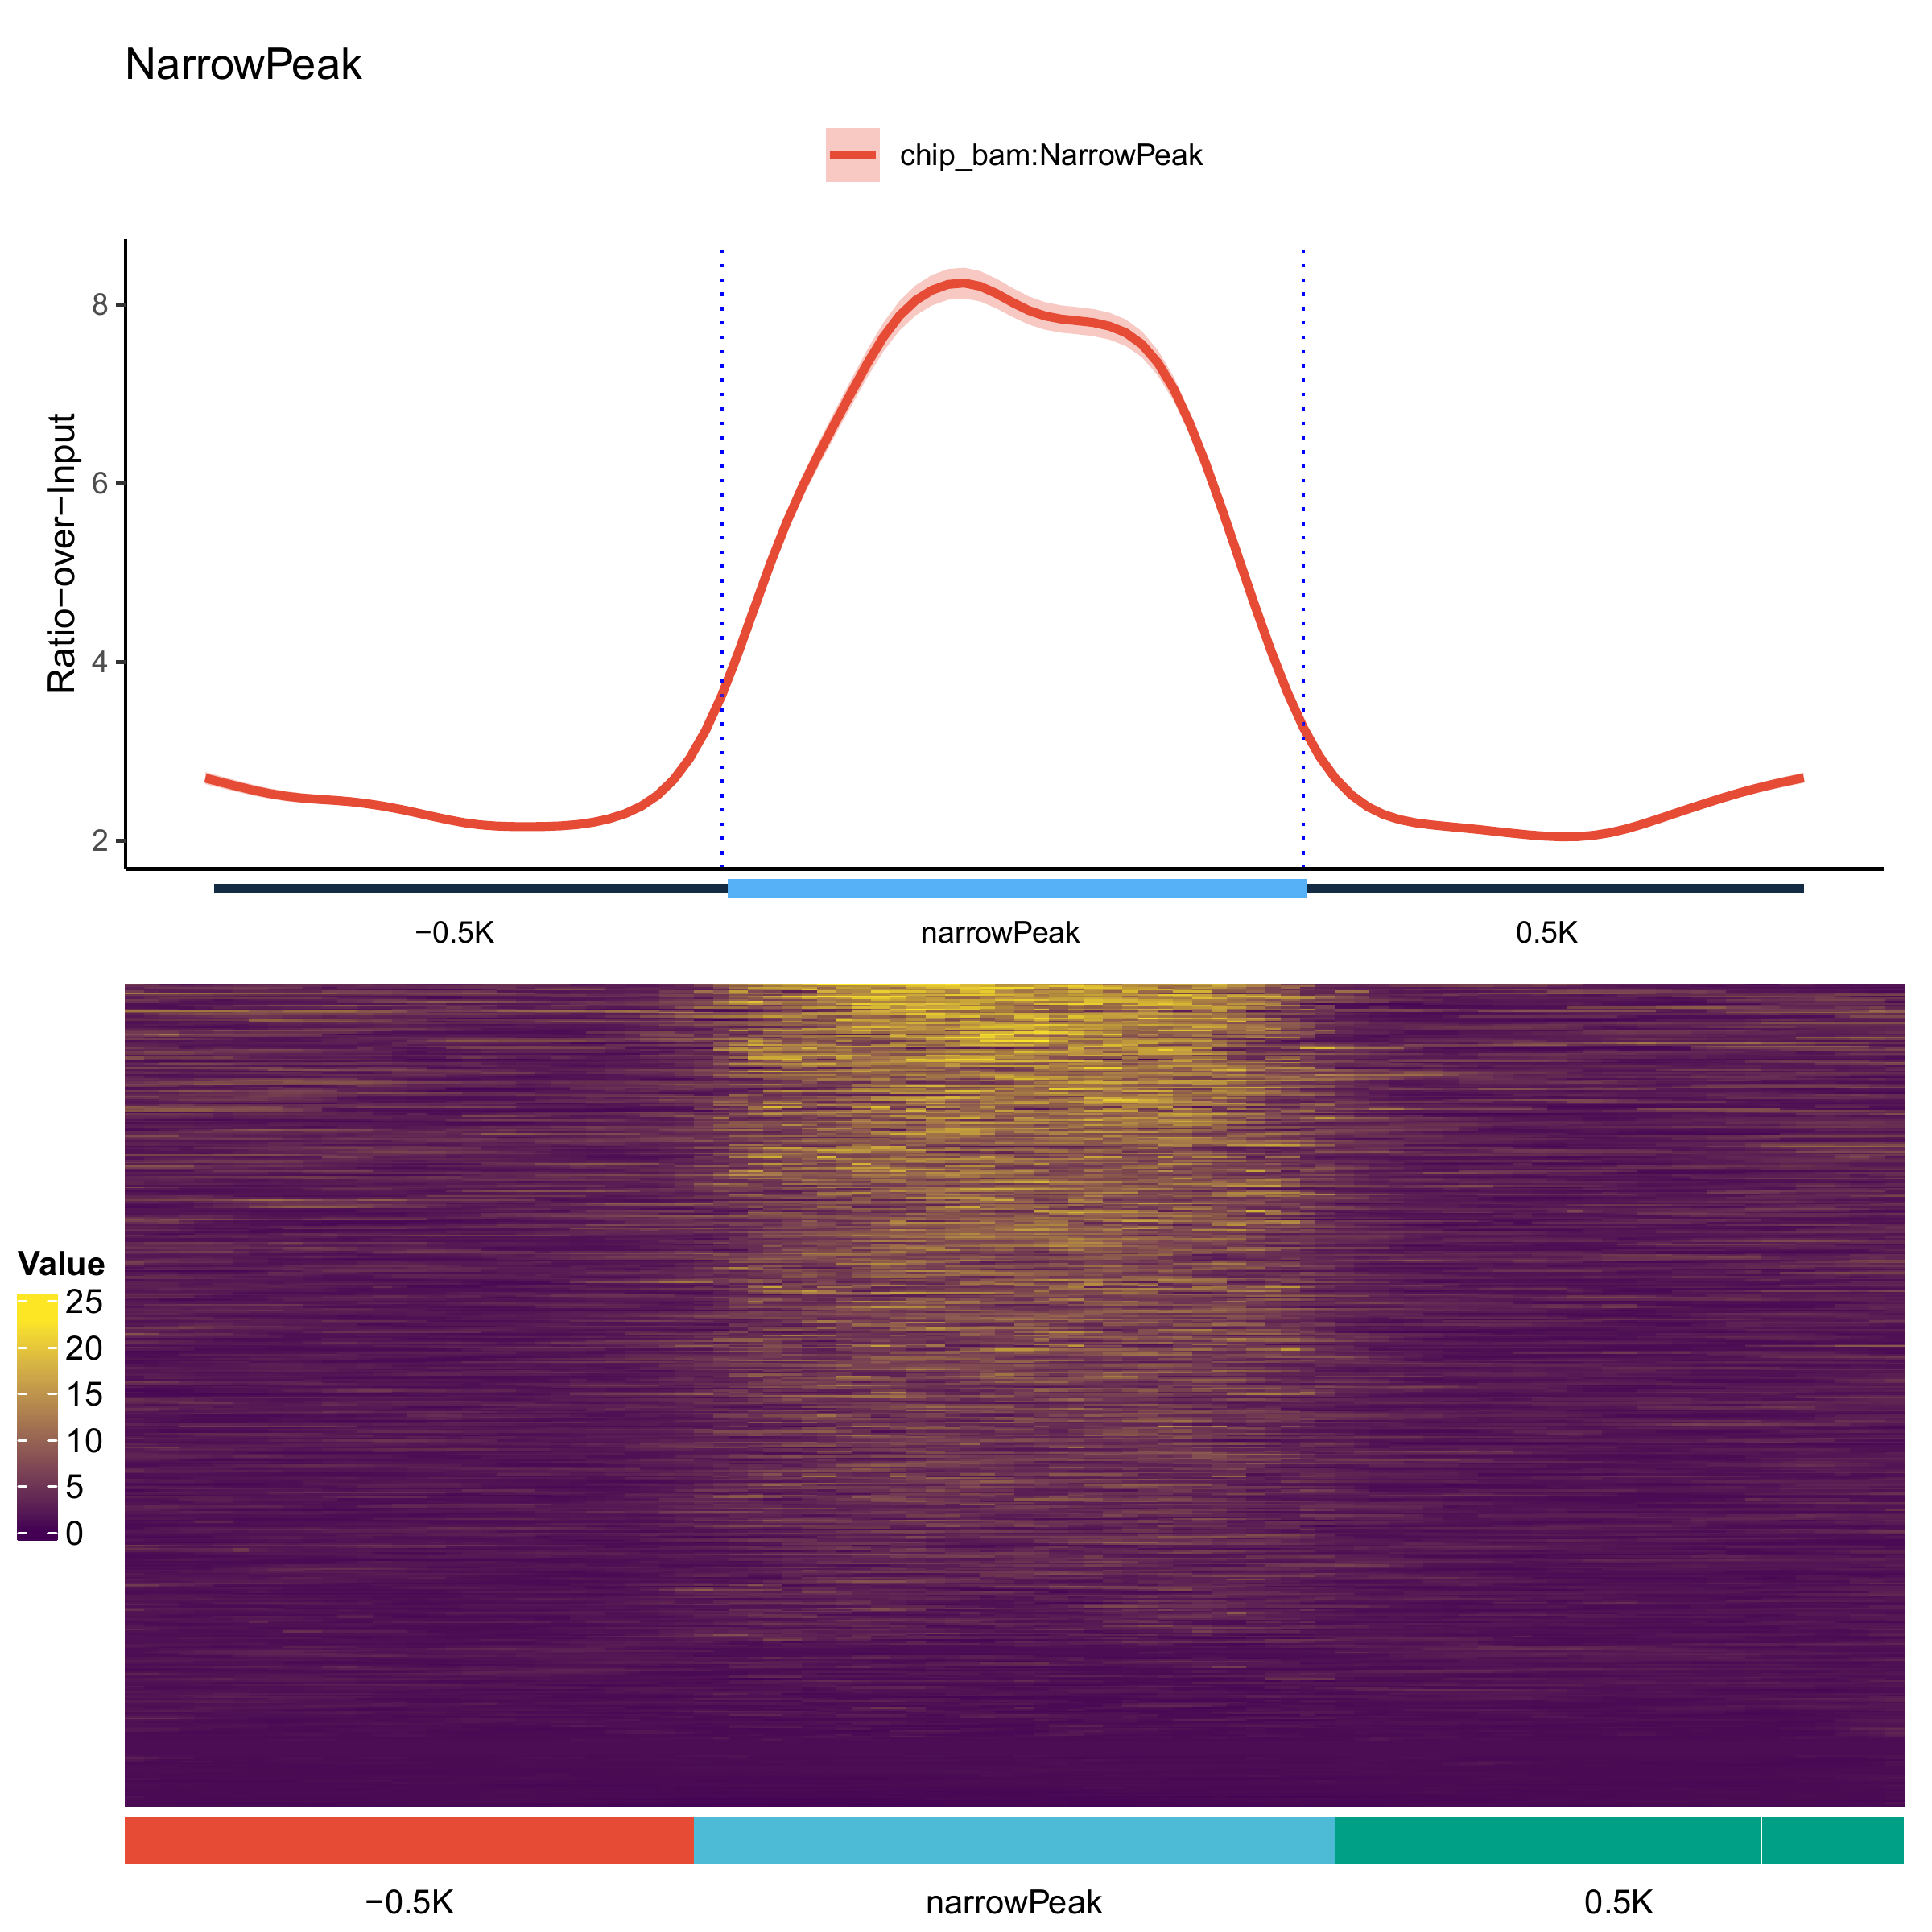 NarrowPeak
chip_bam:NarrowPeak
Ratio−over−Input
8
6
4
2
−0.5K narrowPeak 0.5K
Value
25
20
15
10
5
0
−0.5K narrowPeak 0.5K